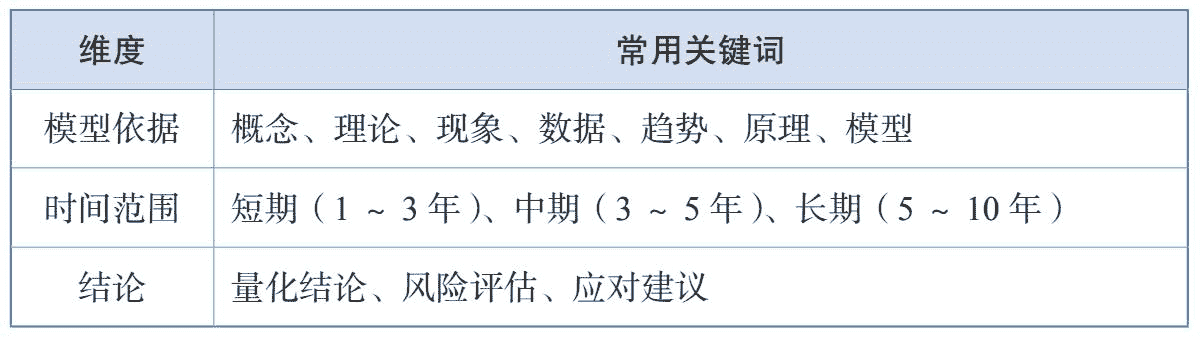 维度 常用关键词
模型依据 概念、理论、现象、数据、趋势、原理、模型
时间范围 短期（1 ~ 3 年）、中期（3 ~ 5 年）、长期（5 ~ 10 年）
结论 量化结论、风险评估、应对建议